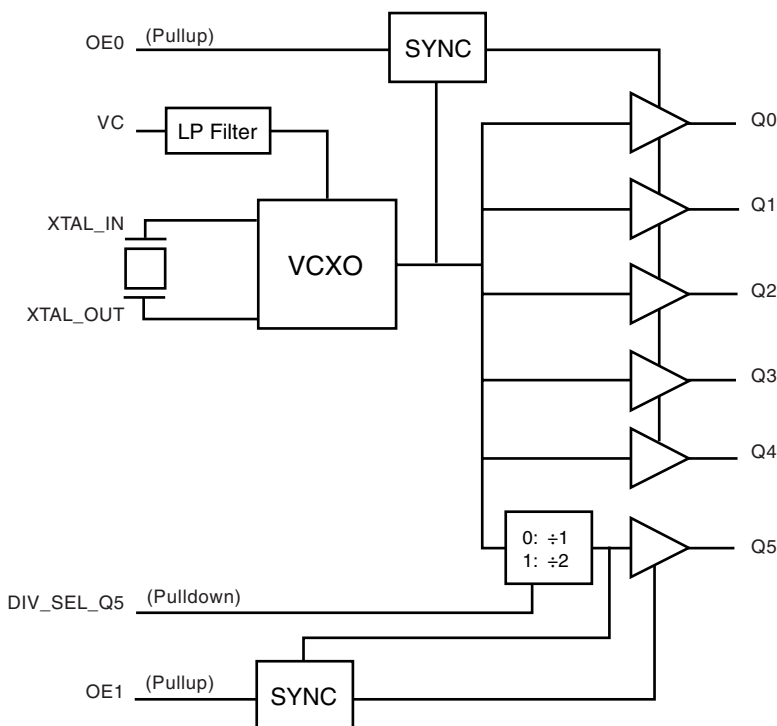 OE0 (Pullup)
SYNC
Q0
VC
LP Filter
Q1
XTAL_IN
VCXO
Q2
XTAL_OUT
Q3
Q4
0: ÷1
1: ÷2
Q5
DIV_SEL_Q5 (Pulldown)
OE1 (Pullup)
SYNC